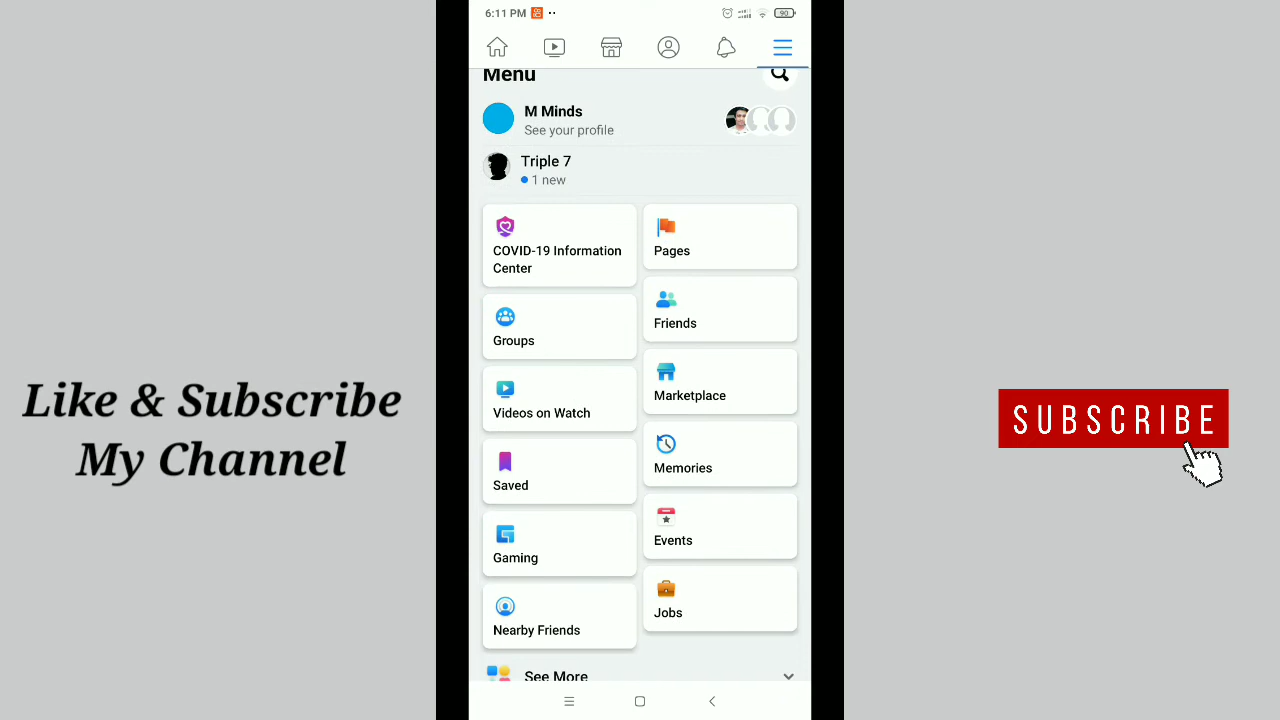 6:11 PM
90
Menu
M Minds
See your profile
Triple 7
1 new
COVID-19 Information
Center
Pages
Groups
Friends
Videos on Watch
Marketplace
Saved
Memories
Gaming
Events
Nearby Friends
Jobs
See More
Like & Subscribe
My Channel
SUBSCRIBE